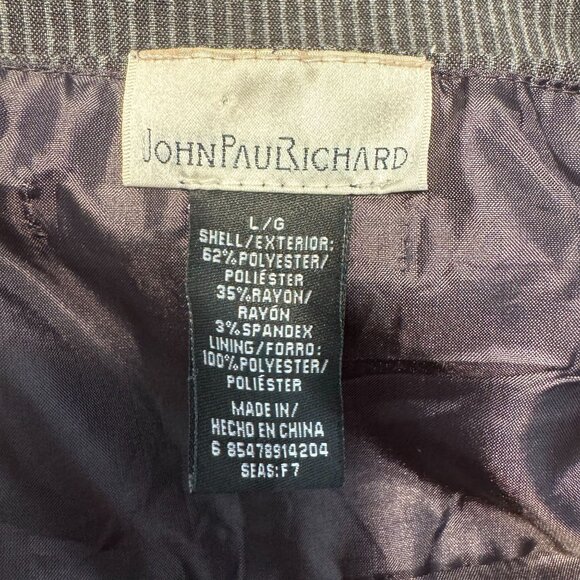 JOHNPAULRICHARD
L/G
SHELL/EXTERIOR:
62%POLYESTER/
POLIÉSTER
35%RAYON/
RAYÓN
3%SPANDEX
LINING/FORRO:
100%POLYESTER/
POLIÉSTER
MADE IN/
HECHO EN CHINA
6 85478914204
SEAS:F7